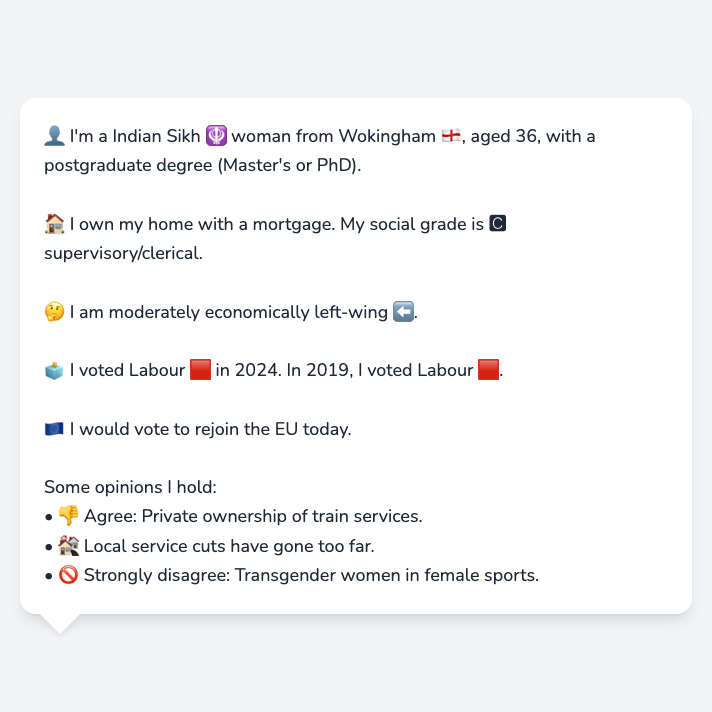 👤 I'm a Indian Sikh 🪯 woman from Wokingham 🏴󠁧󠁢󠁥󠁮󠁧󠁿, aged 36, with a
postgraduate degree (Master's or PhD).
🏠 I own my home with a mortgage. My social grade is 🅲
supervisory/clerical.
🤔 I am moderately economically left-wing ⬅️.
🗳️ I voted Labour 🟥 in 2024. In 2019, I voted Labour 🟥.
🇪🇺 I would vote to rejoin the EU today.
Some opinions I hold:
• 👎 Agree: Private ownership of train services.
• 🏚️ Local service cuts have gone too far.
• 🚫 Strongly disagree: Transgender women in female sports.